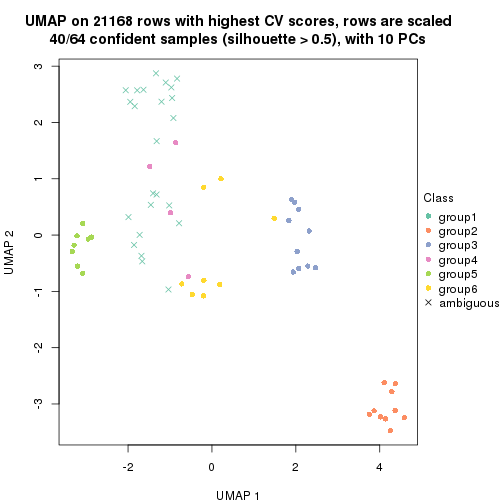 UMAP on 21168 rows with highest CV scores, rows are scaled
40/64 confident samples (silhouette > 0.5), with 10 PCs
3
2
1
0
-1
-2
-3
UMAP 2
-2
0
2
4
UMAP 1
Class
group1
group2
group3
group4
group5
group6
ambiguous